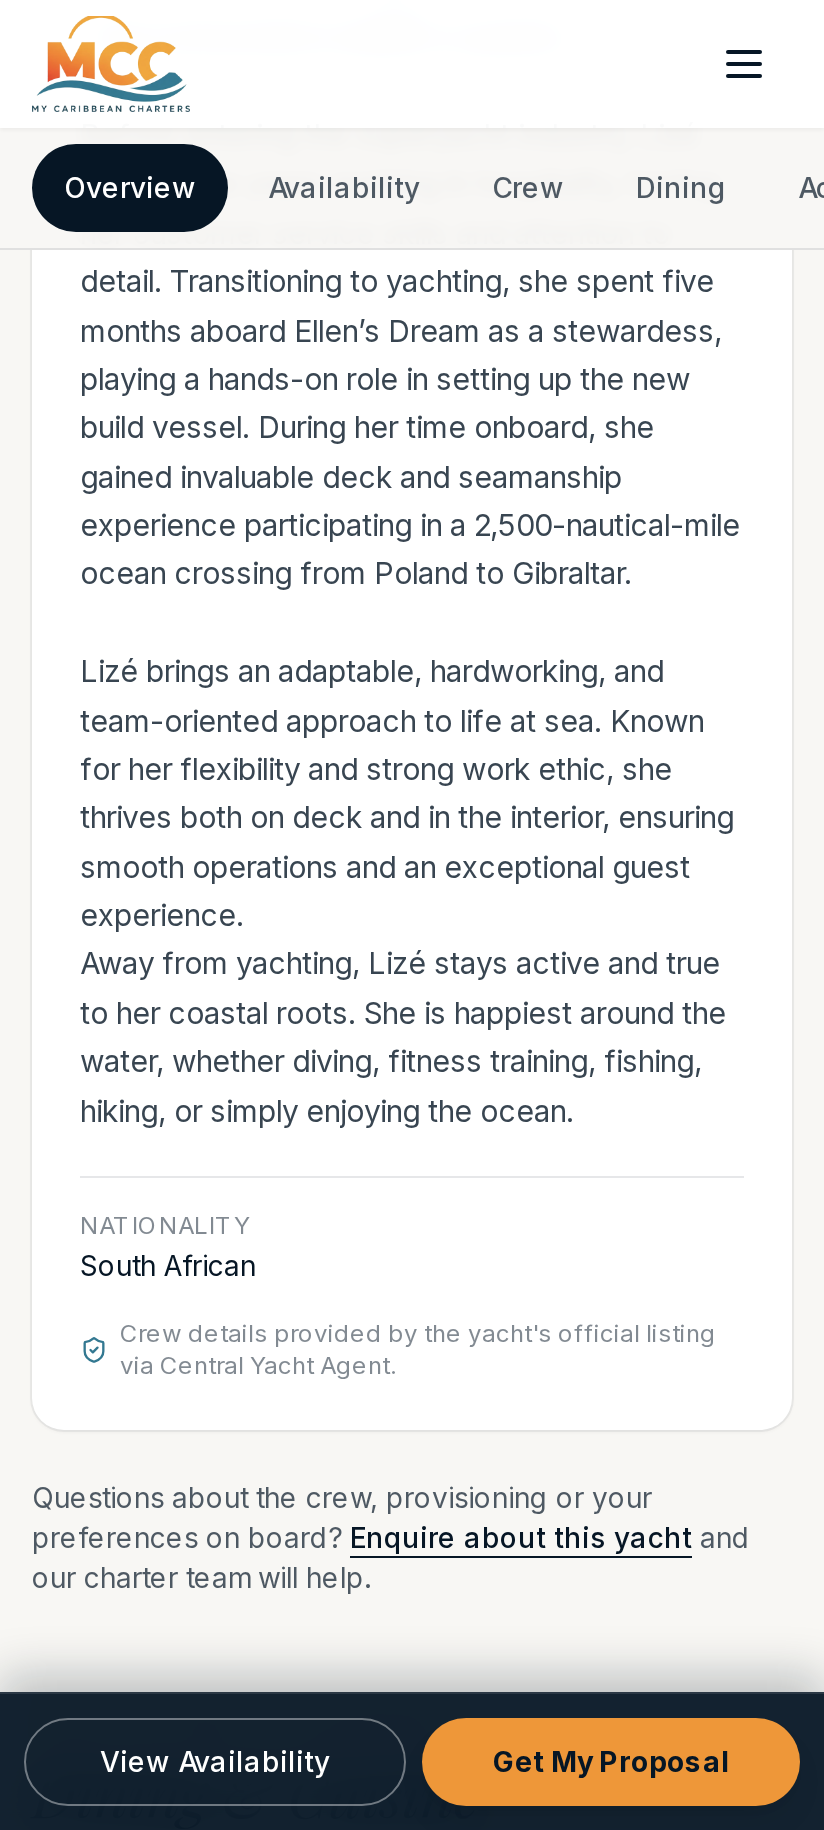 MCC
MY CARIBBEAN CHARTERS
Overview
Availability
Crew
Dining
Ac
detail. Transitioning to yachting, she spent five
months aboard Ellen’s Dream as a stewardess,
playing a hands-on role in setting up the new
build vessel. During her time onboard, she
gained invaluable deck and seamanship
experience participating in a 2,500-nautical-mile
ocean crossing from Poland to Gibraltar.
Lizé brings an adaptable, hardworking, and
team-oriented approach to life at sea. Known
for her flexibility and strong work ethic, she
thrives both on deck and in the interior, ensuring
smooth operations and an exceptional guest
experience.
Away from yachting, Lizé stays active and true
to her coastal roots. She is happiest around the
water, whether diving, fitness training, fishing,
hiking, or simply enjoying the ocean.
NATIONALITY
South African
Crew details provided by the yacht's official listing
via Central Yacht Agent.
Questions about the crew, provisioning or your
preferences on board? Enquire about this yacht and
our charter team will help.
View Availability
Get My Proposal